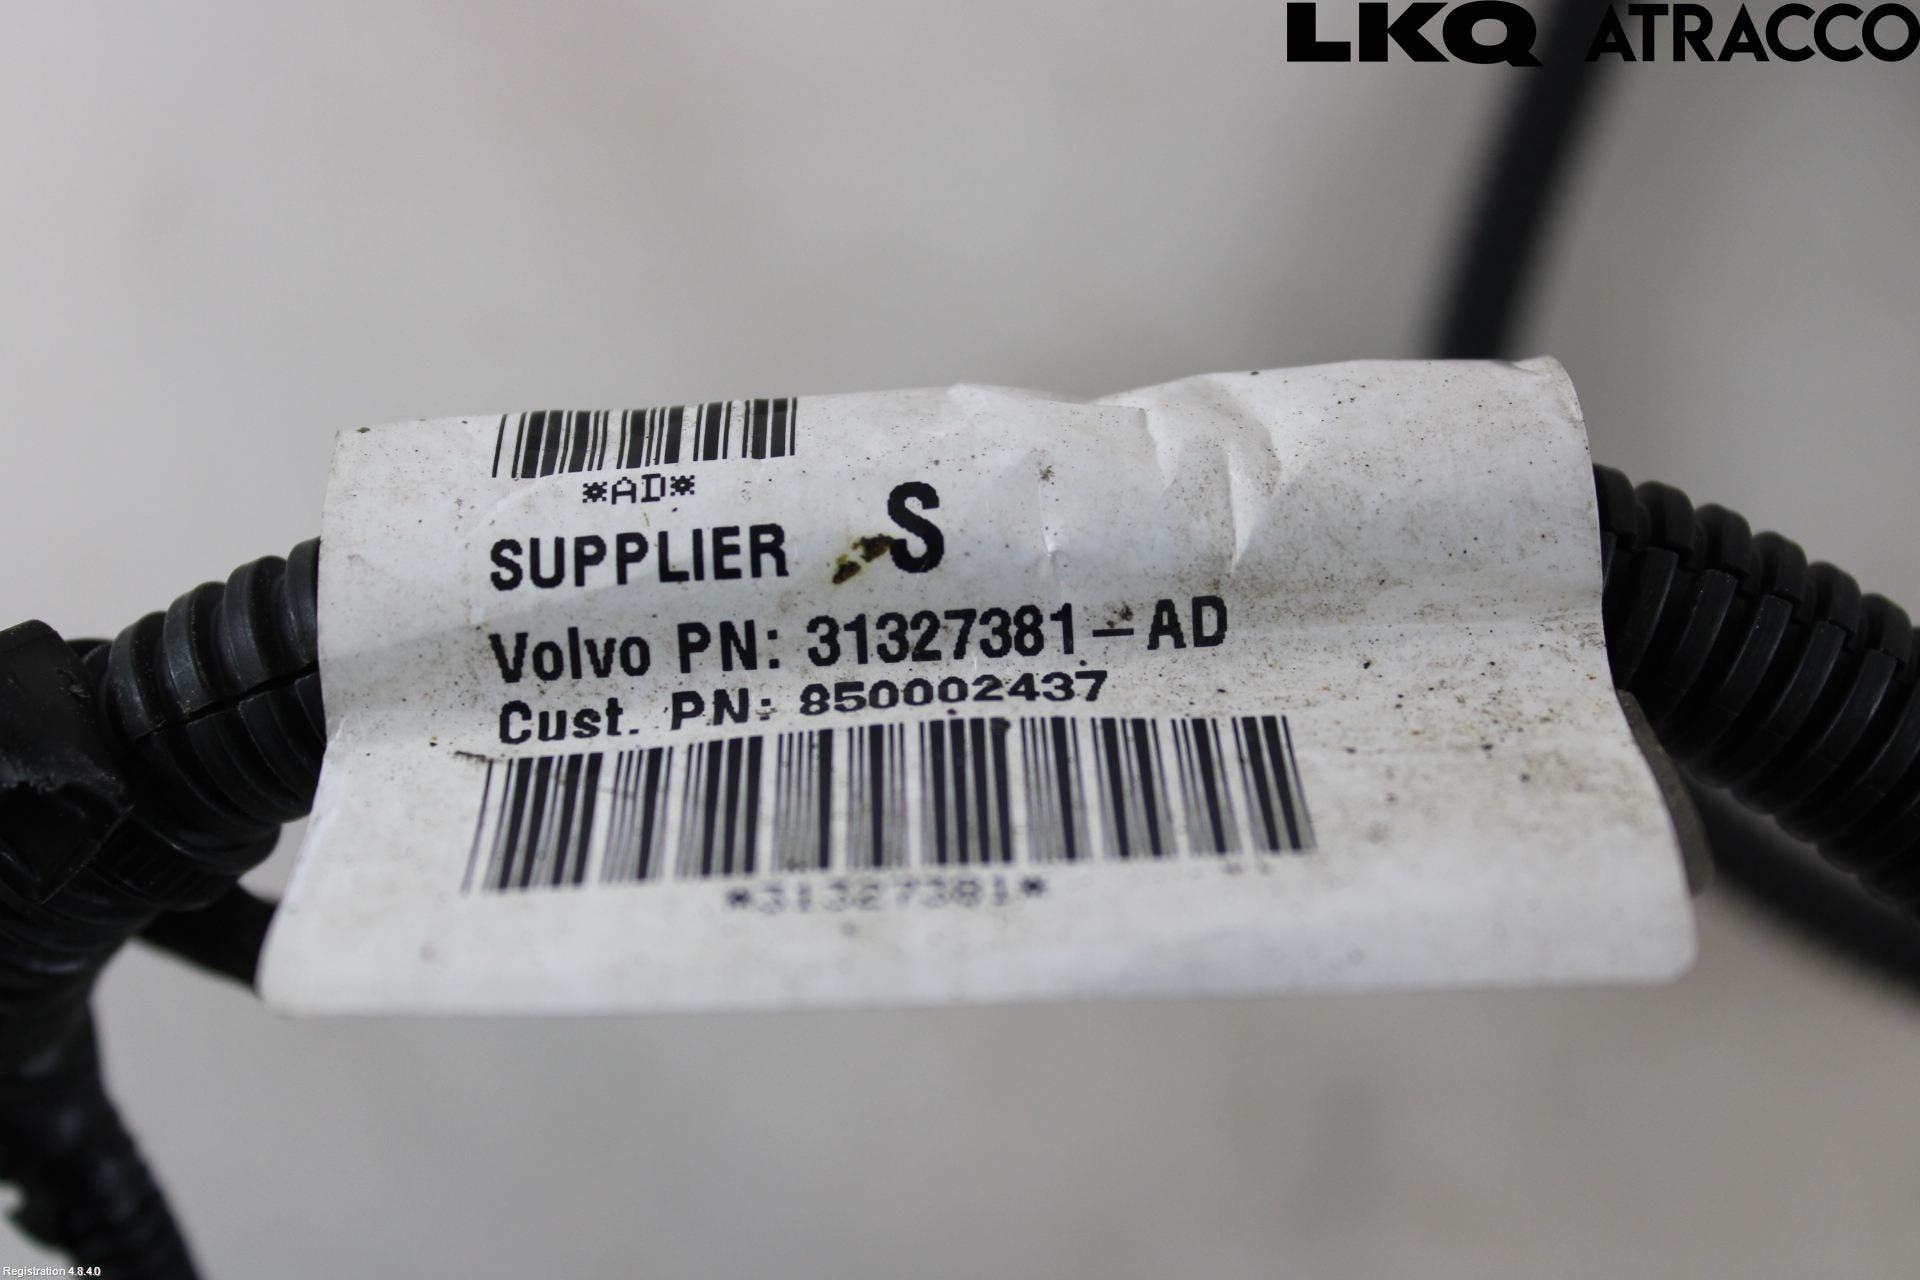 LKQ ATRACCO
*AD*
SUPPLIER S
Volvo PN: 31327381-AD
Cust. PN: 850002437
*31327381*
Registration 4.8.4.0